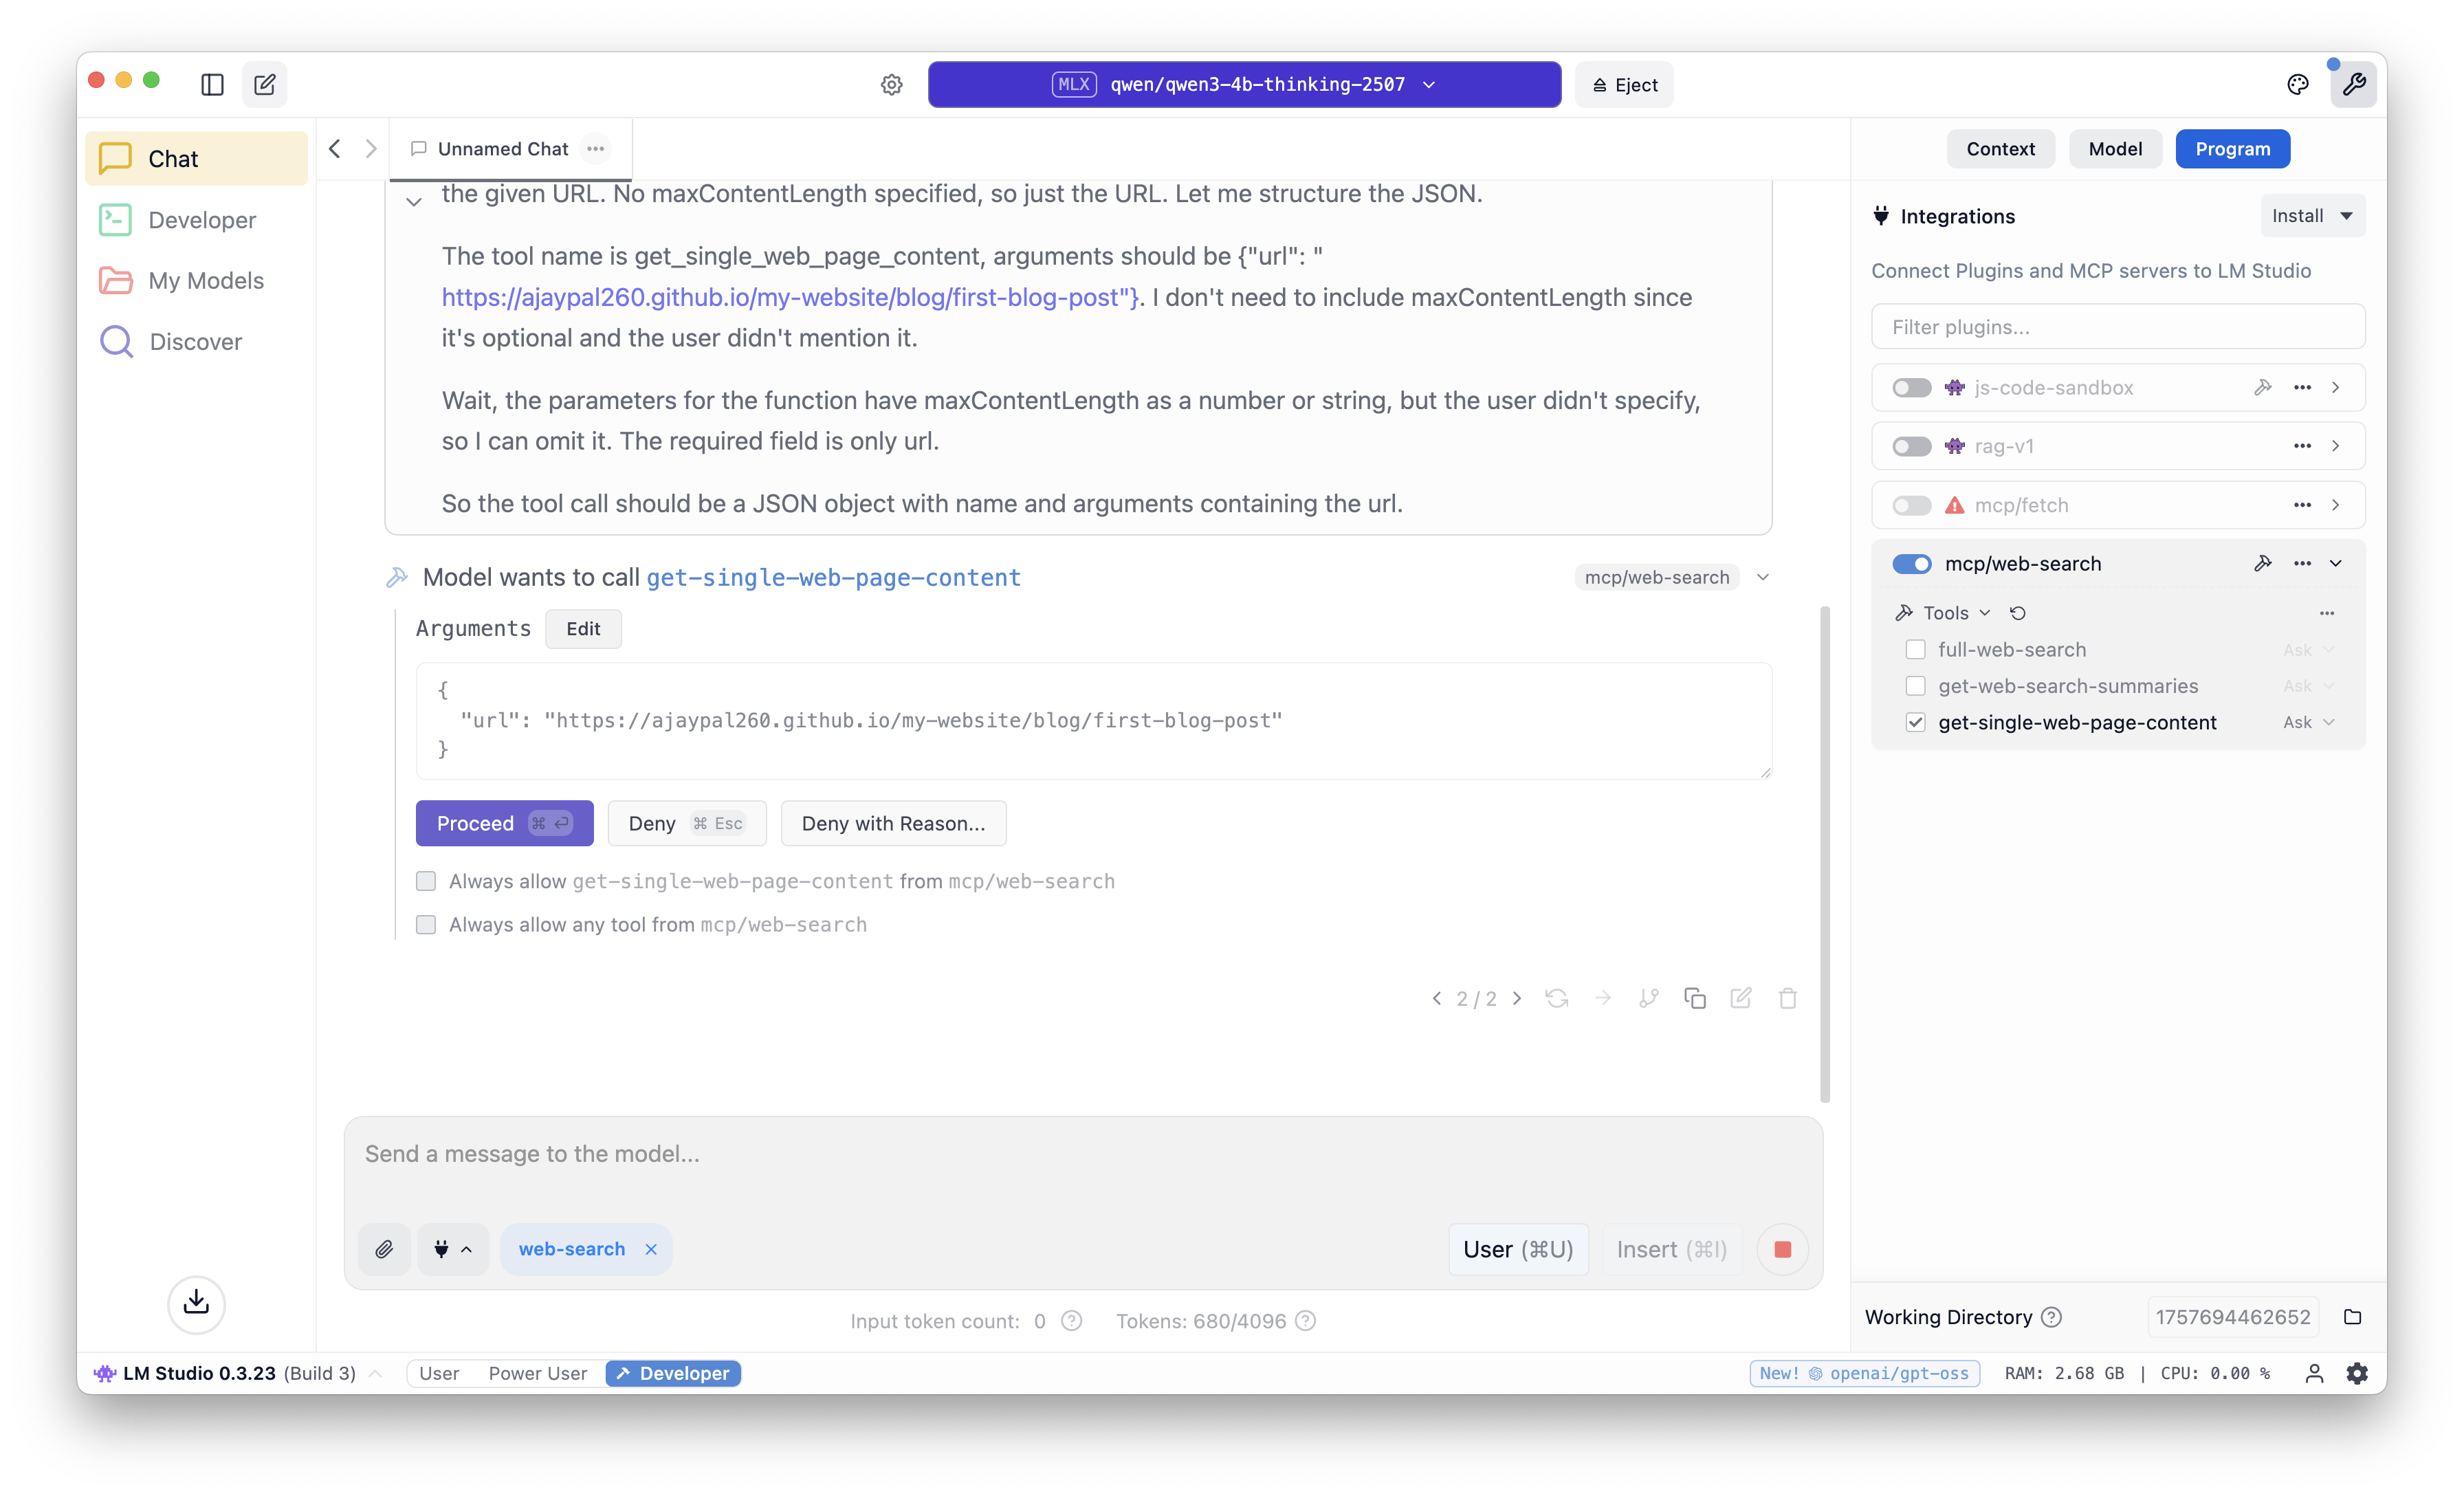 MLX qwen/qwen3-4b-thinking-2507
Eject
Chat
Developer
My Models
Discover
Unnamed Chat
the given URL. No maxContentLength specified, so just the URL. Let me structure the JSON.
The tool name is get_single_web_page_content, arguments should be {"url": "
https://ajaypal260.github.io/my-website/blog/first-blog-post"}. I don't need to include maxContentLength since
it's optional and the user didn't mention it.
Wait, the parameters for the function have maxContentLength as a number or string, but the user didn't specify,
so I can omit it. The required field is only url.
So the tool call should be a JSON object with name and arguments containing the url.
Model wants to call get-single-web-page-content
mcp/web-search
Arguments
Edit
{
"url": "https://ajaypal260.github.io/my-website/blog/first-blog-post"
}
Proceed ⌘ ↩
Deny ⌘ Esc
Deny with Reason...
Always allow get-single-web-page-content from mcp/web-search
Always allow any tool from mcp/web-search
2 / 2
Send a message to the model...
web-search
User (⌘U)
Insert (⌘I)
Input token count: 0
Tokens: 680/4096
Context
Model
Program
Integrations
Install
Connect Plugins and MCP servers to LM Studio
Filter plugins...
js-code-sandbox
rag-v1
mcp/fetch
mcp/web-search
Tools
full-web-search Ask
get-web-search-summaries Ask
get-single-web-page-content Ask
Working Directory
1757694462652
LM Studio 0.3.23 (Build 3)
User
Power User
Developer
New! openai/gpt-oss
RAM: 2.68 GB | CPU: 0.00 %